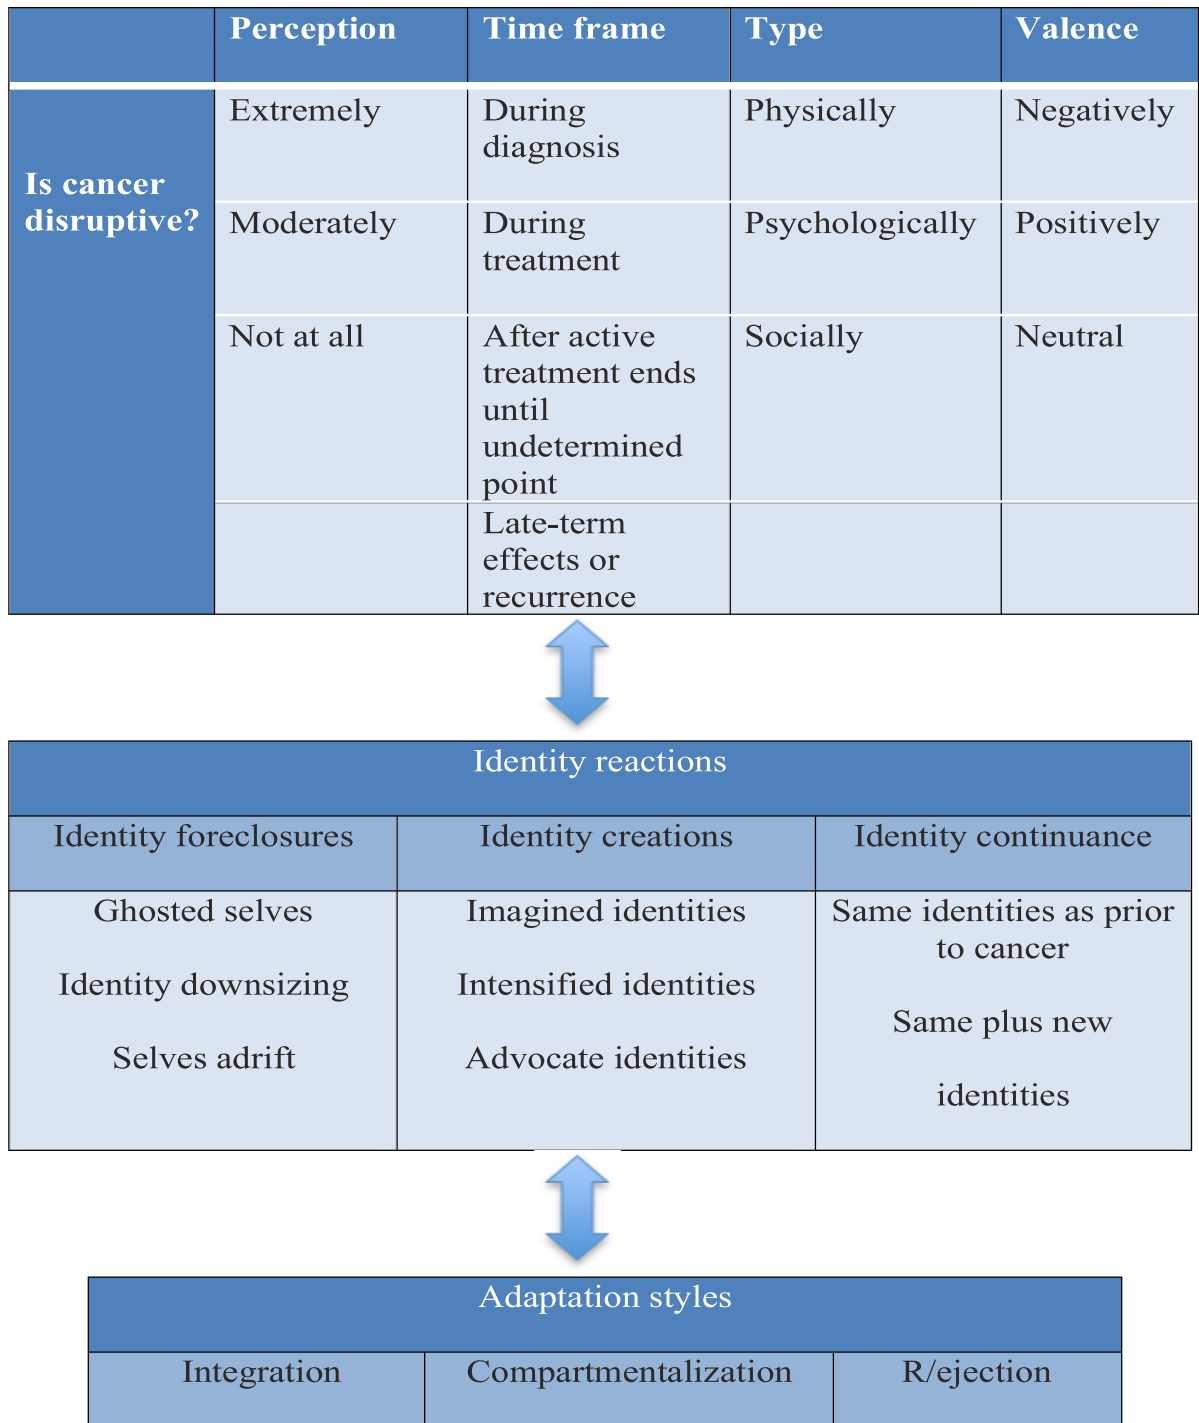 Perception Time frame Type Valence
Is cancer
disruptive?
Extremely
During
diagnosis
Physically
Negatively
Moderately
During
treatment
Psychologically
Positively
Not at all
After active
treatment ends
until
undetermined
point
Socially
Neutral
Late-term
effects or
recurrence
Identity reactions
Identity foreclosures Identity creations Identity continuance
Ghosted selves
Identity downsizing
Selves adrift
Imagined identities
Intensified identities
Advocate identities
Same identities as prior
to cancer
Same plus new
identities
Adaptation styles
Integration Compartmentalization R/ejection